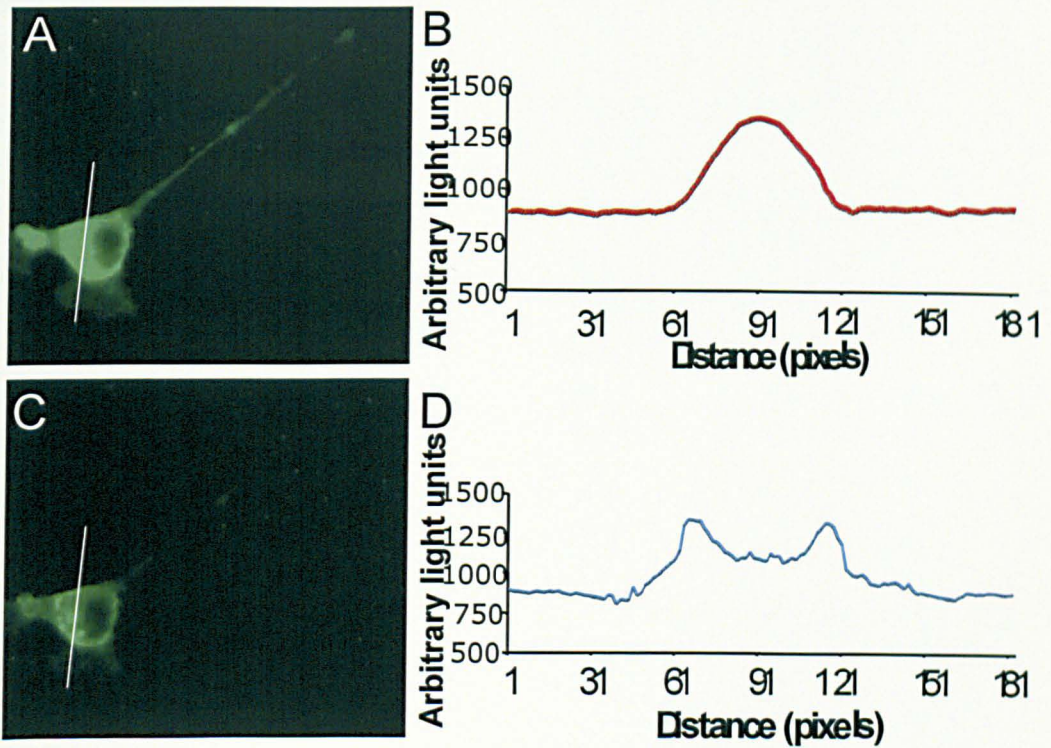 A
B
Arbitrary light units
1500
1250
1000
750
500
1 31 61 91 121 151 181
Distance (pixels)
C
D
Arbitrary light units
1500
1250
1000
750
500
1 31 61 91 121 151 181
Distance (pixels)